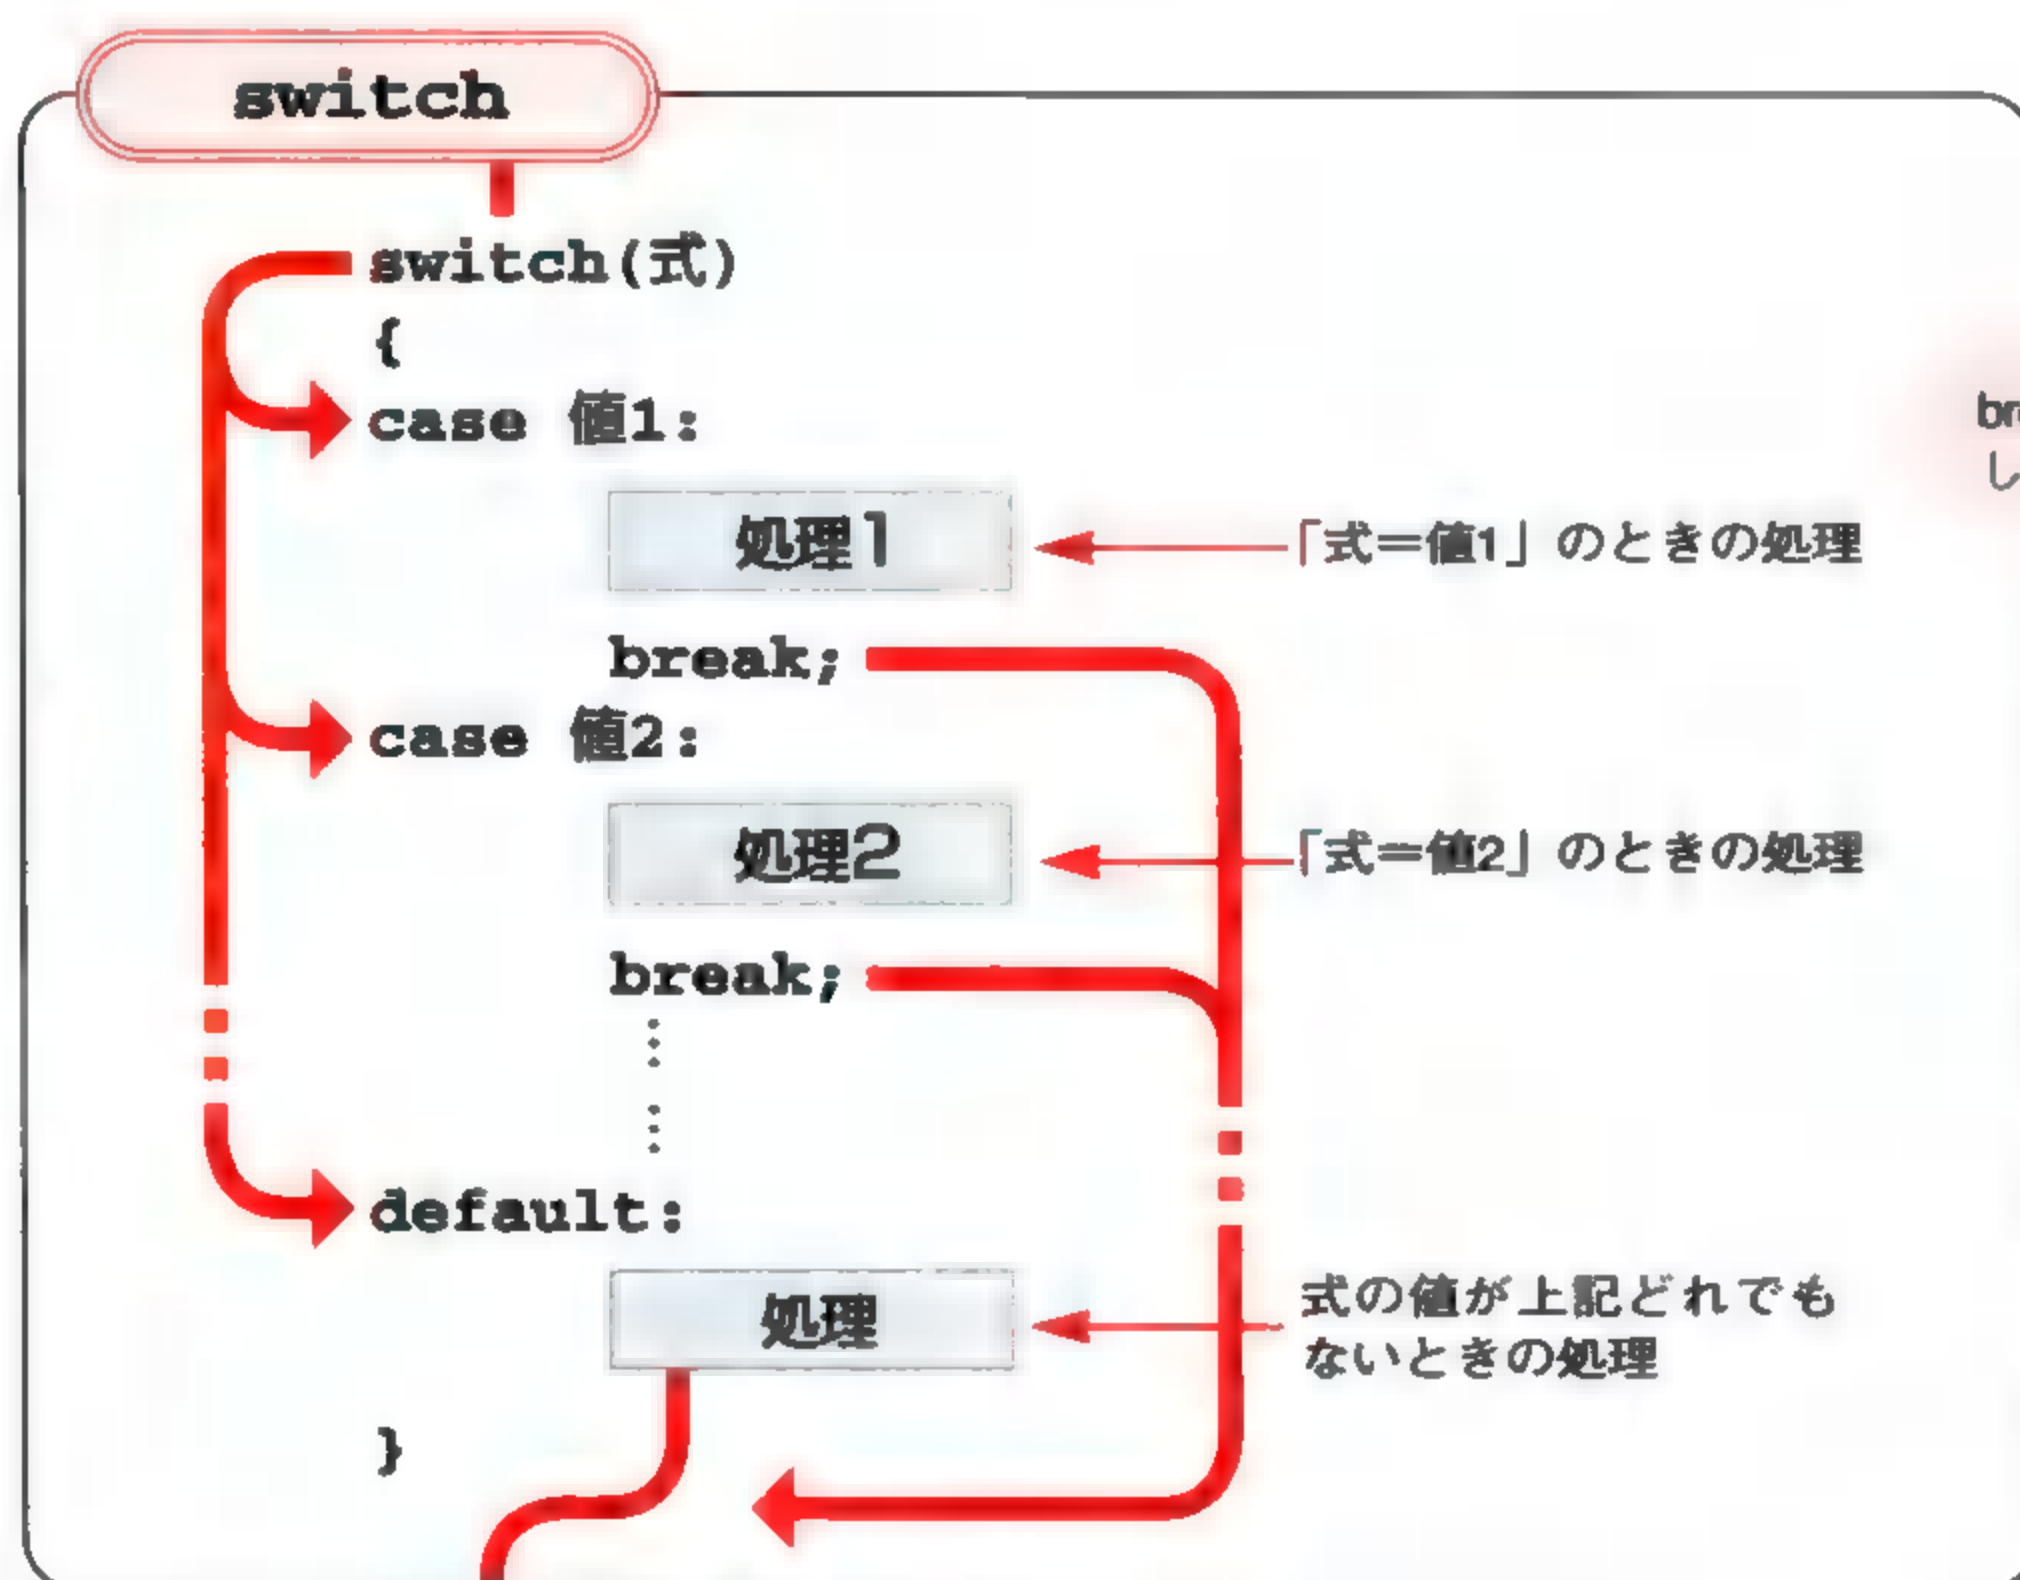 switch
switch(式)
{
case 値1:
処理1
「式=値1」のときの処理
break;
case 値2:
処理2
「式=値2」のときの処理
break;
default:
処理
式の値が上記どれでも
ないときの処理
}